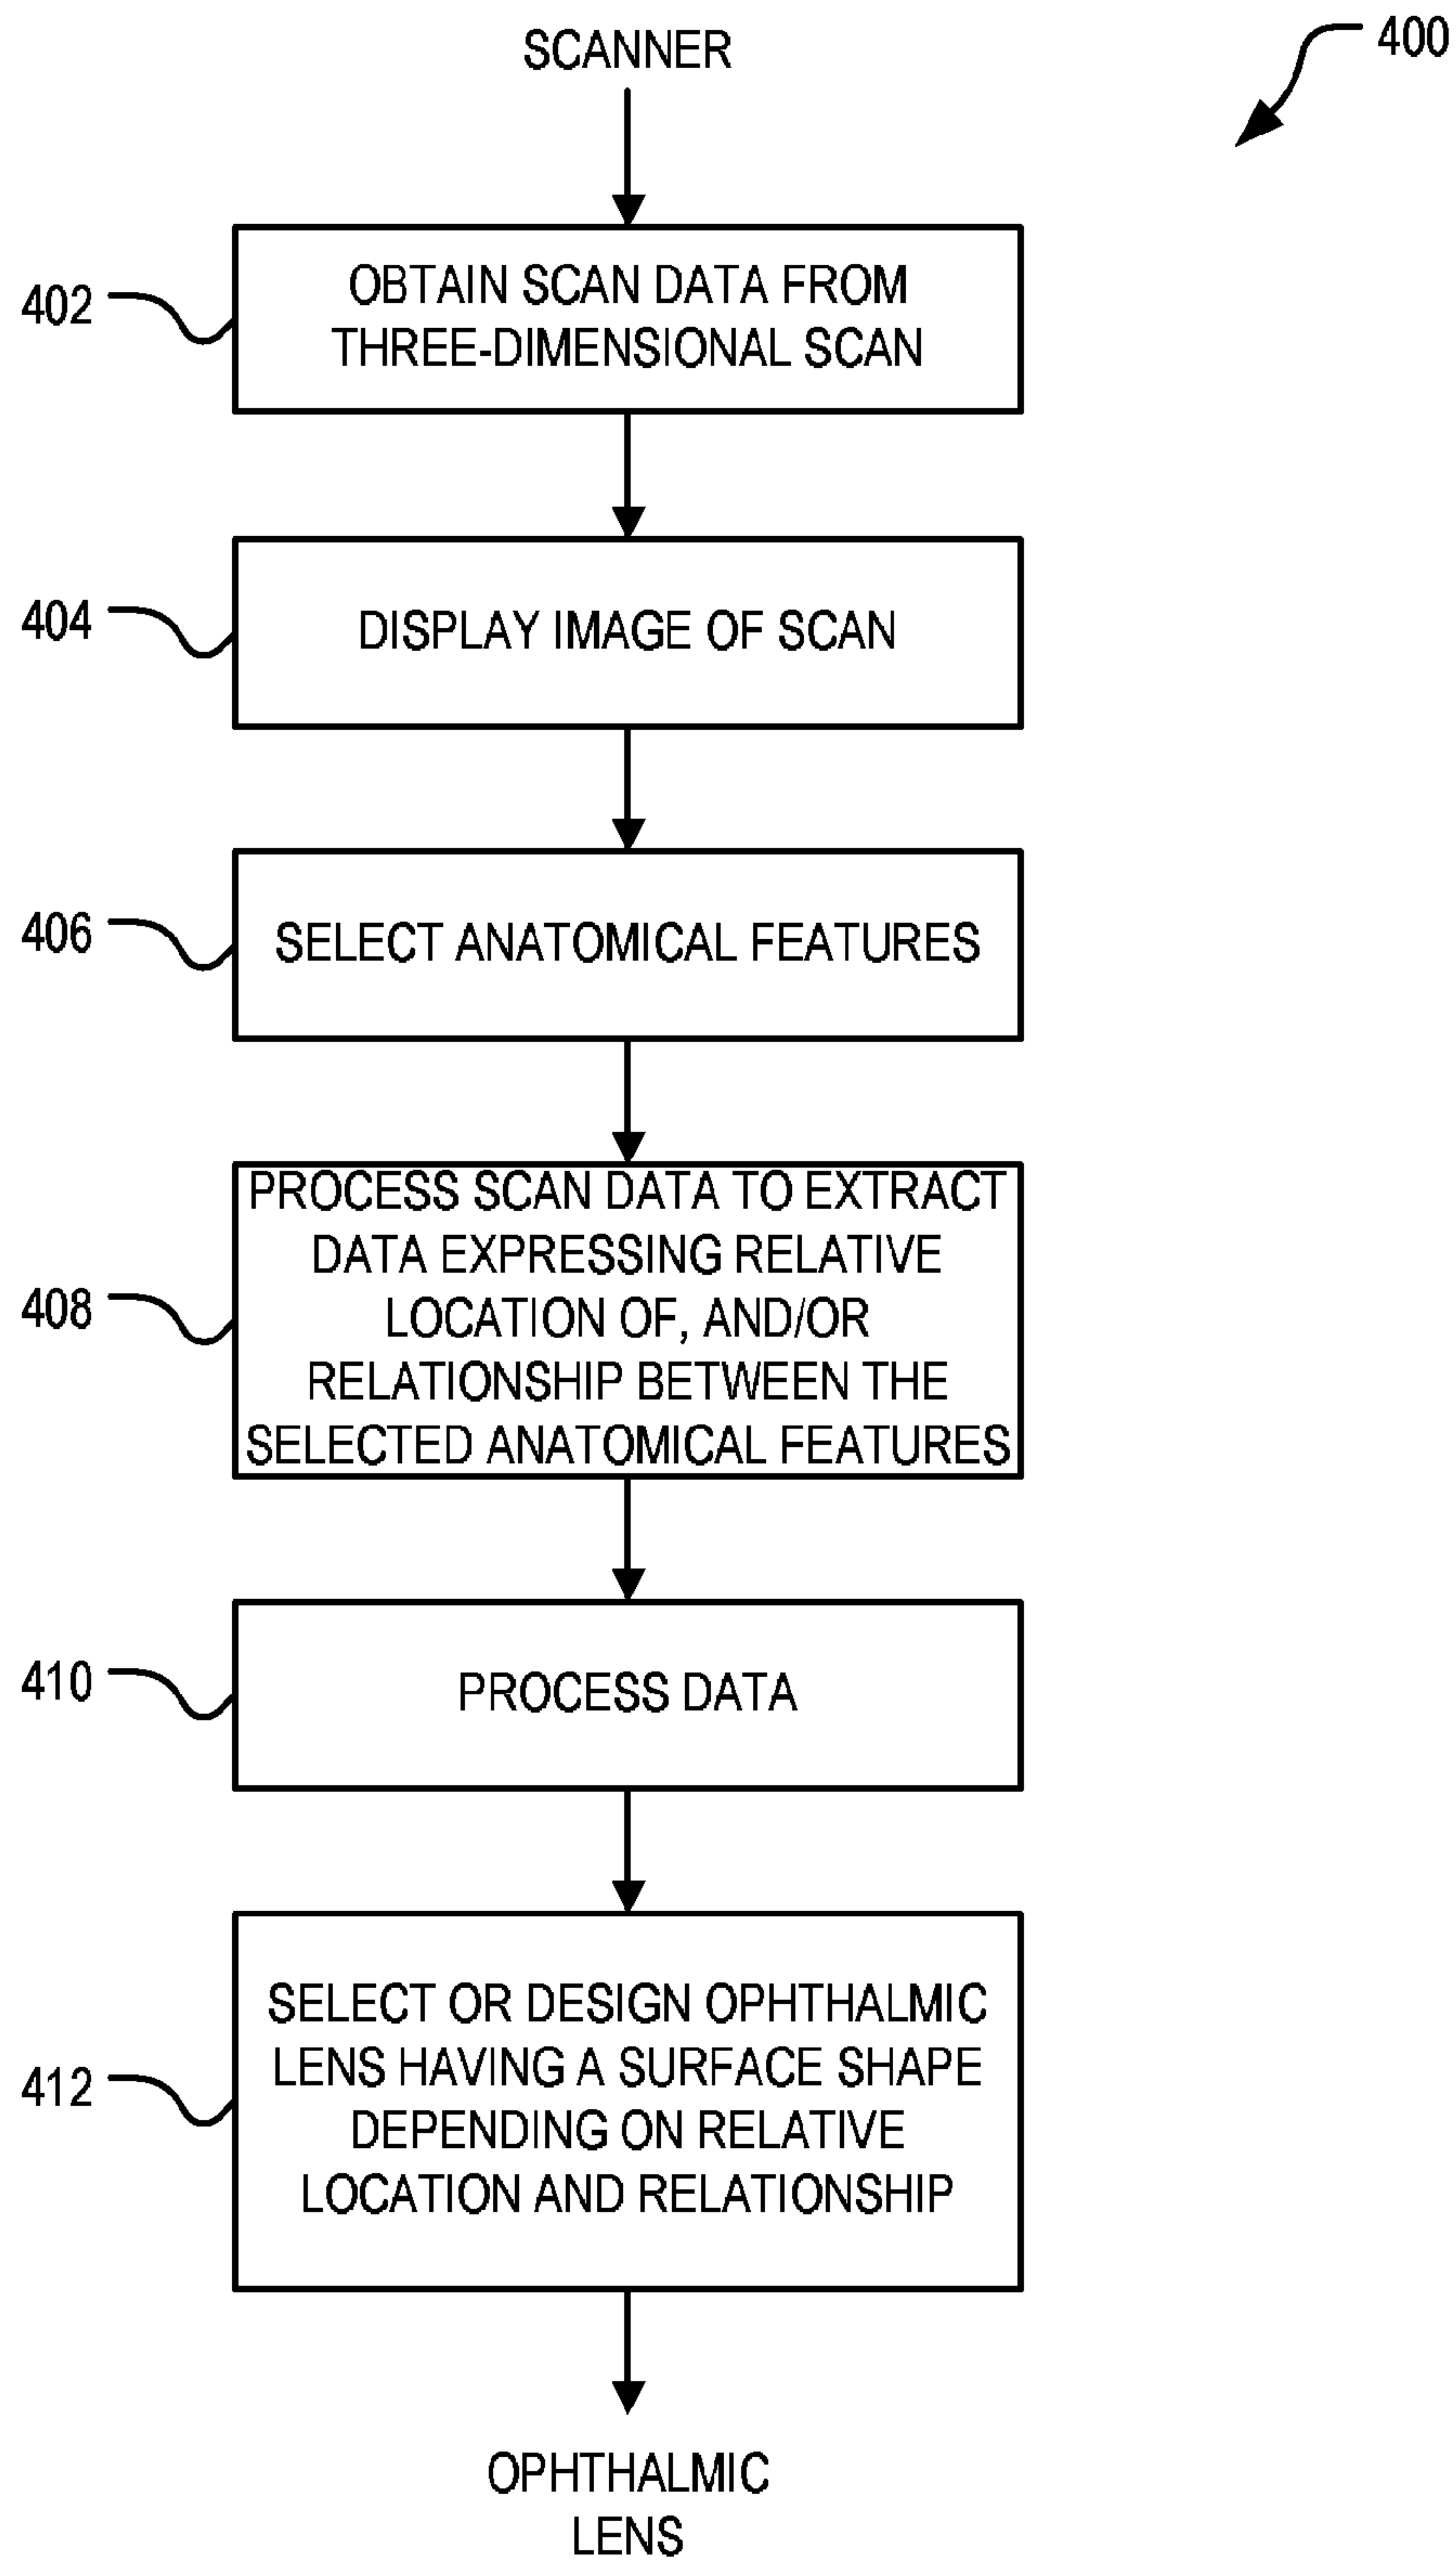 SCANNER
400
402
OBTAIN SCAN DATA FROM
THREE-DIMENSIONAL SCAN
404
DISPLAY IMAGE OF SCAN
406
SELECT ANATOMICAL FEATURES
408
PROCESS SCAN DATA TO EXTRACT
DATA EXPRESSING RELATIVE
LOCATION OF, AND/OR
RELATIONSHIP BETWEEN THE
SELECTED ANATOMICAL FEATURES
410
PROCESS DATA
412
SELECT OR DESIGN OPHTHALMIC
LENS HAVING A SURFACE SHAPE
DEPENDING ON RELATIVE
LOCATION AND RELATIONSHIP
OPHTHALMIC
LENS